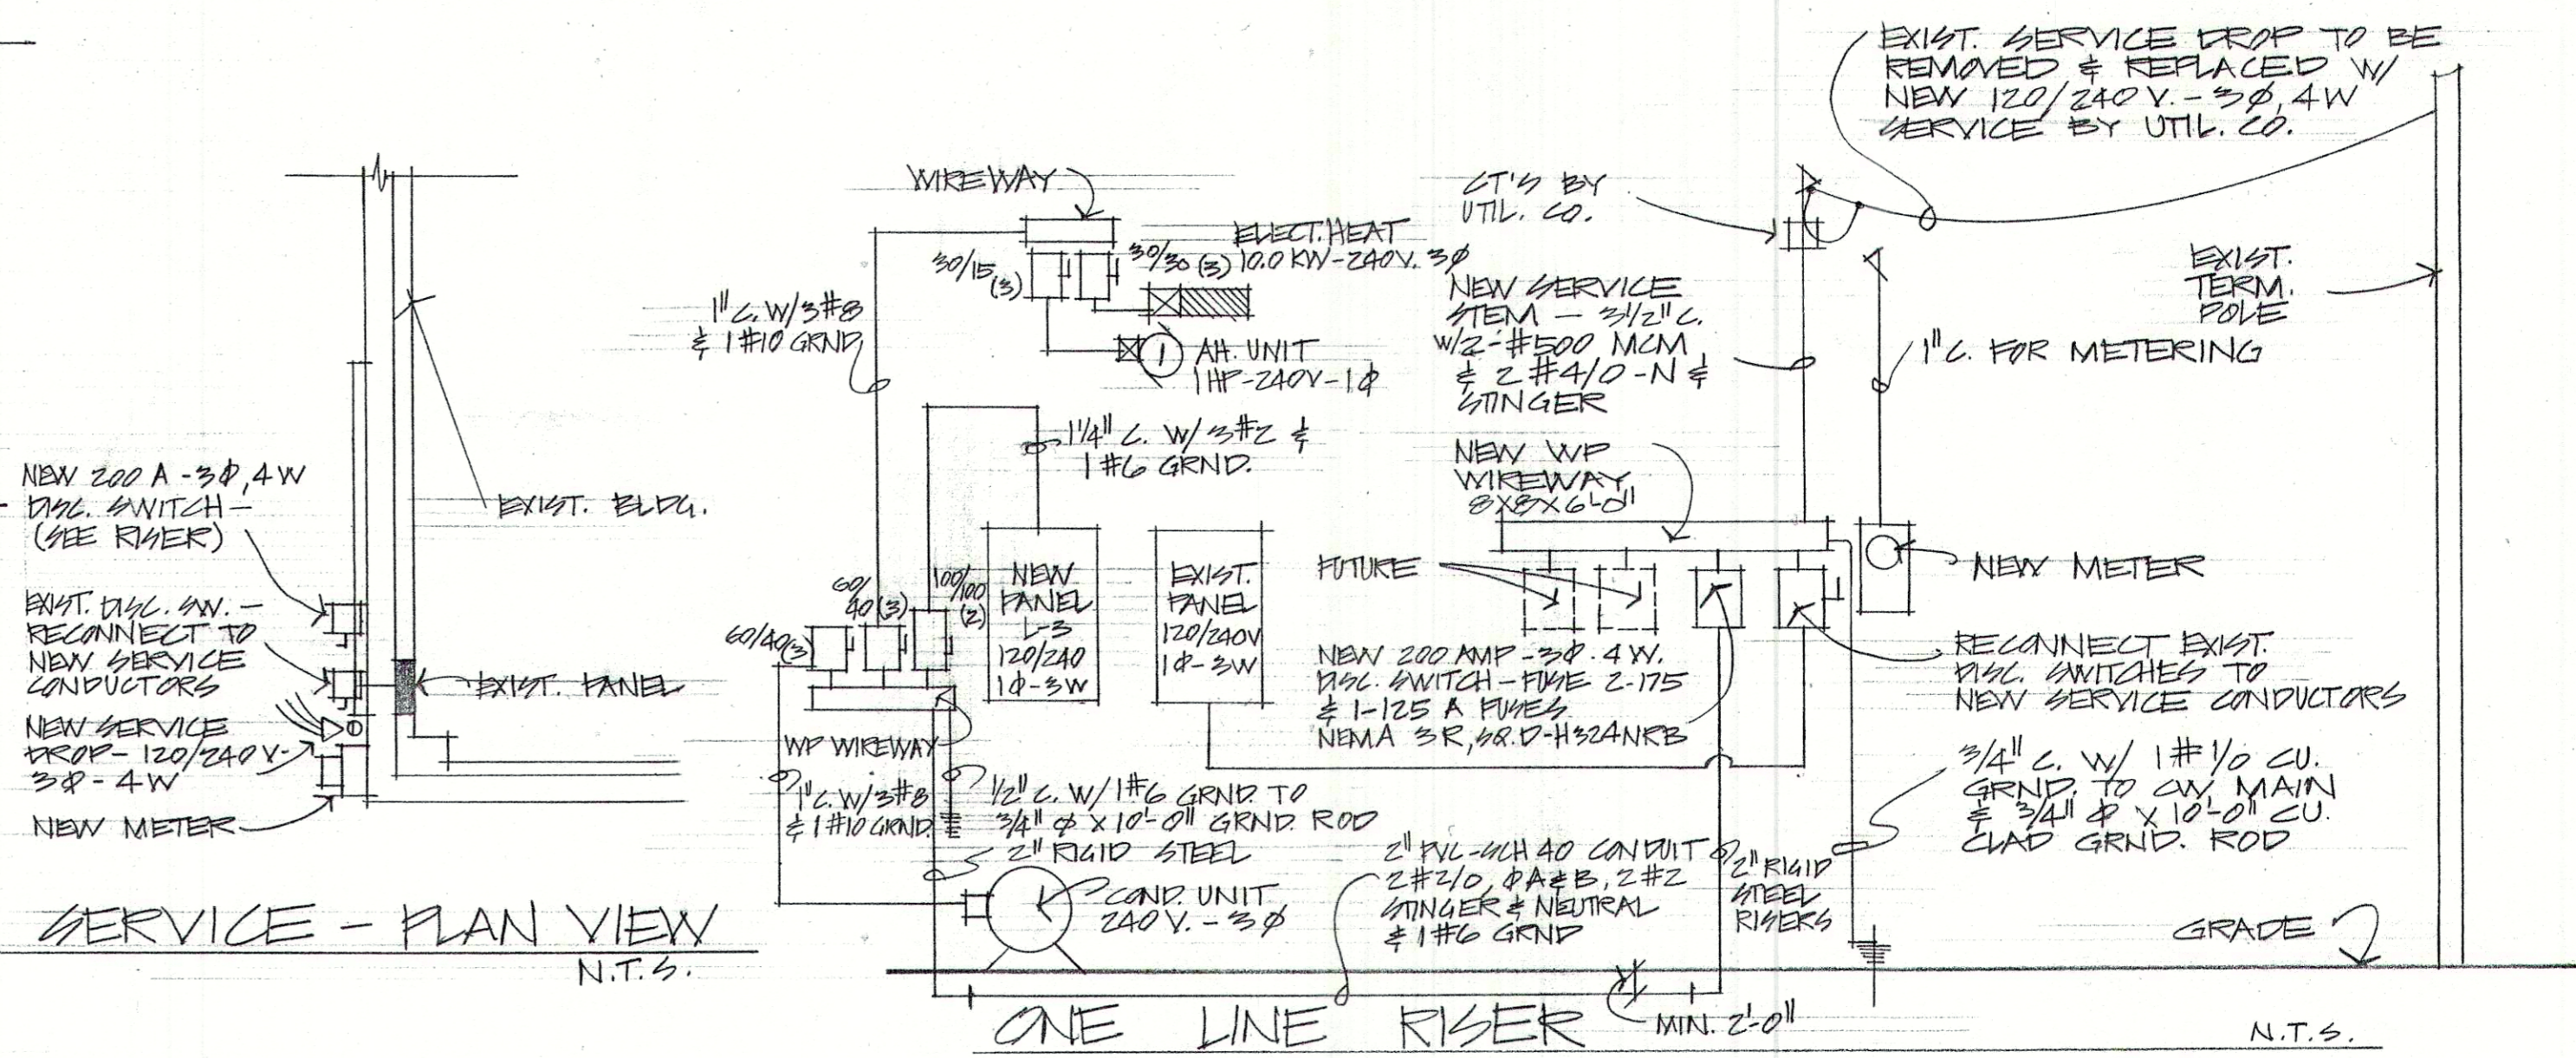 EXIST. SERVICE DROP TO BE
REMOVED & REPLACED W/
NEW 120/240 V. - 3Ø, 4W
SERVICE BY UTIL. CO.
WIREWAY
CT'S BY
UTIL. CO.
ELECT. HEAT
10.0 KW-240V. 3Ø
30/15
(3)
30/30 (3)
1" C. W/3#8
& 1#10 GRND.
AH. UNIT
1HP-240V-1Ø
1
NEW SERVICE
STEM - 3 1/2" C.
W/2-#500 MCM
& 2 #4/0-N &
STINGER
EXIST.
TERM.
POLE
1" C. FOR METERING
1 1/4" C. W/ 3#2 &
1#6 GRND.
NEW WP
WIREWAY
8X8X6'-0"
NEW 200 A-3Ø,4W
DISC. SWITCH-
(SEE RISER)
EXIST. BLDG.
EXIST. DISC. SW. -
RECONNECT TO
NEW SERVICE
CONDUCTORS
EXIST. PANEL
NEW SERVICE
DROP-120/240V-
3Ø-4W
NEW METER
60/40(3)
60/
40(3)
100/100
(2)
NEW
PANEL
L-3
120/240
1Ø-3W
EXIST.
PANEL
120/240V
1Ø-3W
FUTURE
NEW METER
NEW 200 AMP-3Ø-4W.
DISC. SWITCH-FUSE 2-175
& 1-125 A FUSES
NEMA 3R, SQ.D-H324NRB
RECONNECT EXIST.
DISC. SWITCHES TO
NEW SERVICE CONDUCTORS
WP WIREWAY
1" C. W/3#8
& 1#10 GRND.
1/2" C. W/1#6 GRND. TO
3/4" Ø X 10'-0" GRND. ROD
2" RIGID STEEL
COND. UNIT
240 V. - 3Ø
2" PVC-SCH 40 CONDUIT
2#2/0, ØA&B, 2#2
STINGER & NEUTRAL
& 1#6 GRND
2" RIGID
STEEL
RISERS
3/4" C. W/ 1#1/0 CU.
GRND. TO CW MAIN
& 3/4" Ø X 10'-0" CU.
CLAD GRND. ROD
GRADE
SERVICE - PLAN VIEW
N.T.S.
ONE LINE RISER
MIN. 2'-0"
N.T.S.